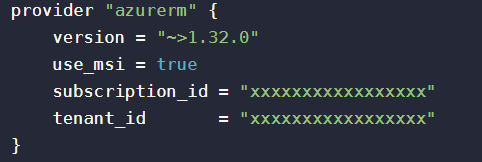 provider "azurerm" {
    version = "~>1.32.0"
    use_msi = true
    subscription_id = "xxxxxxxxxxxxxxxxx"
    tenant_id       = "xxxxxxxxxxxxxxxxx"
}